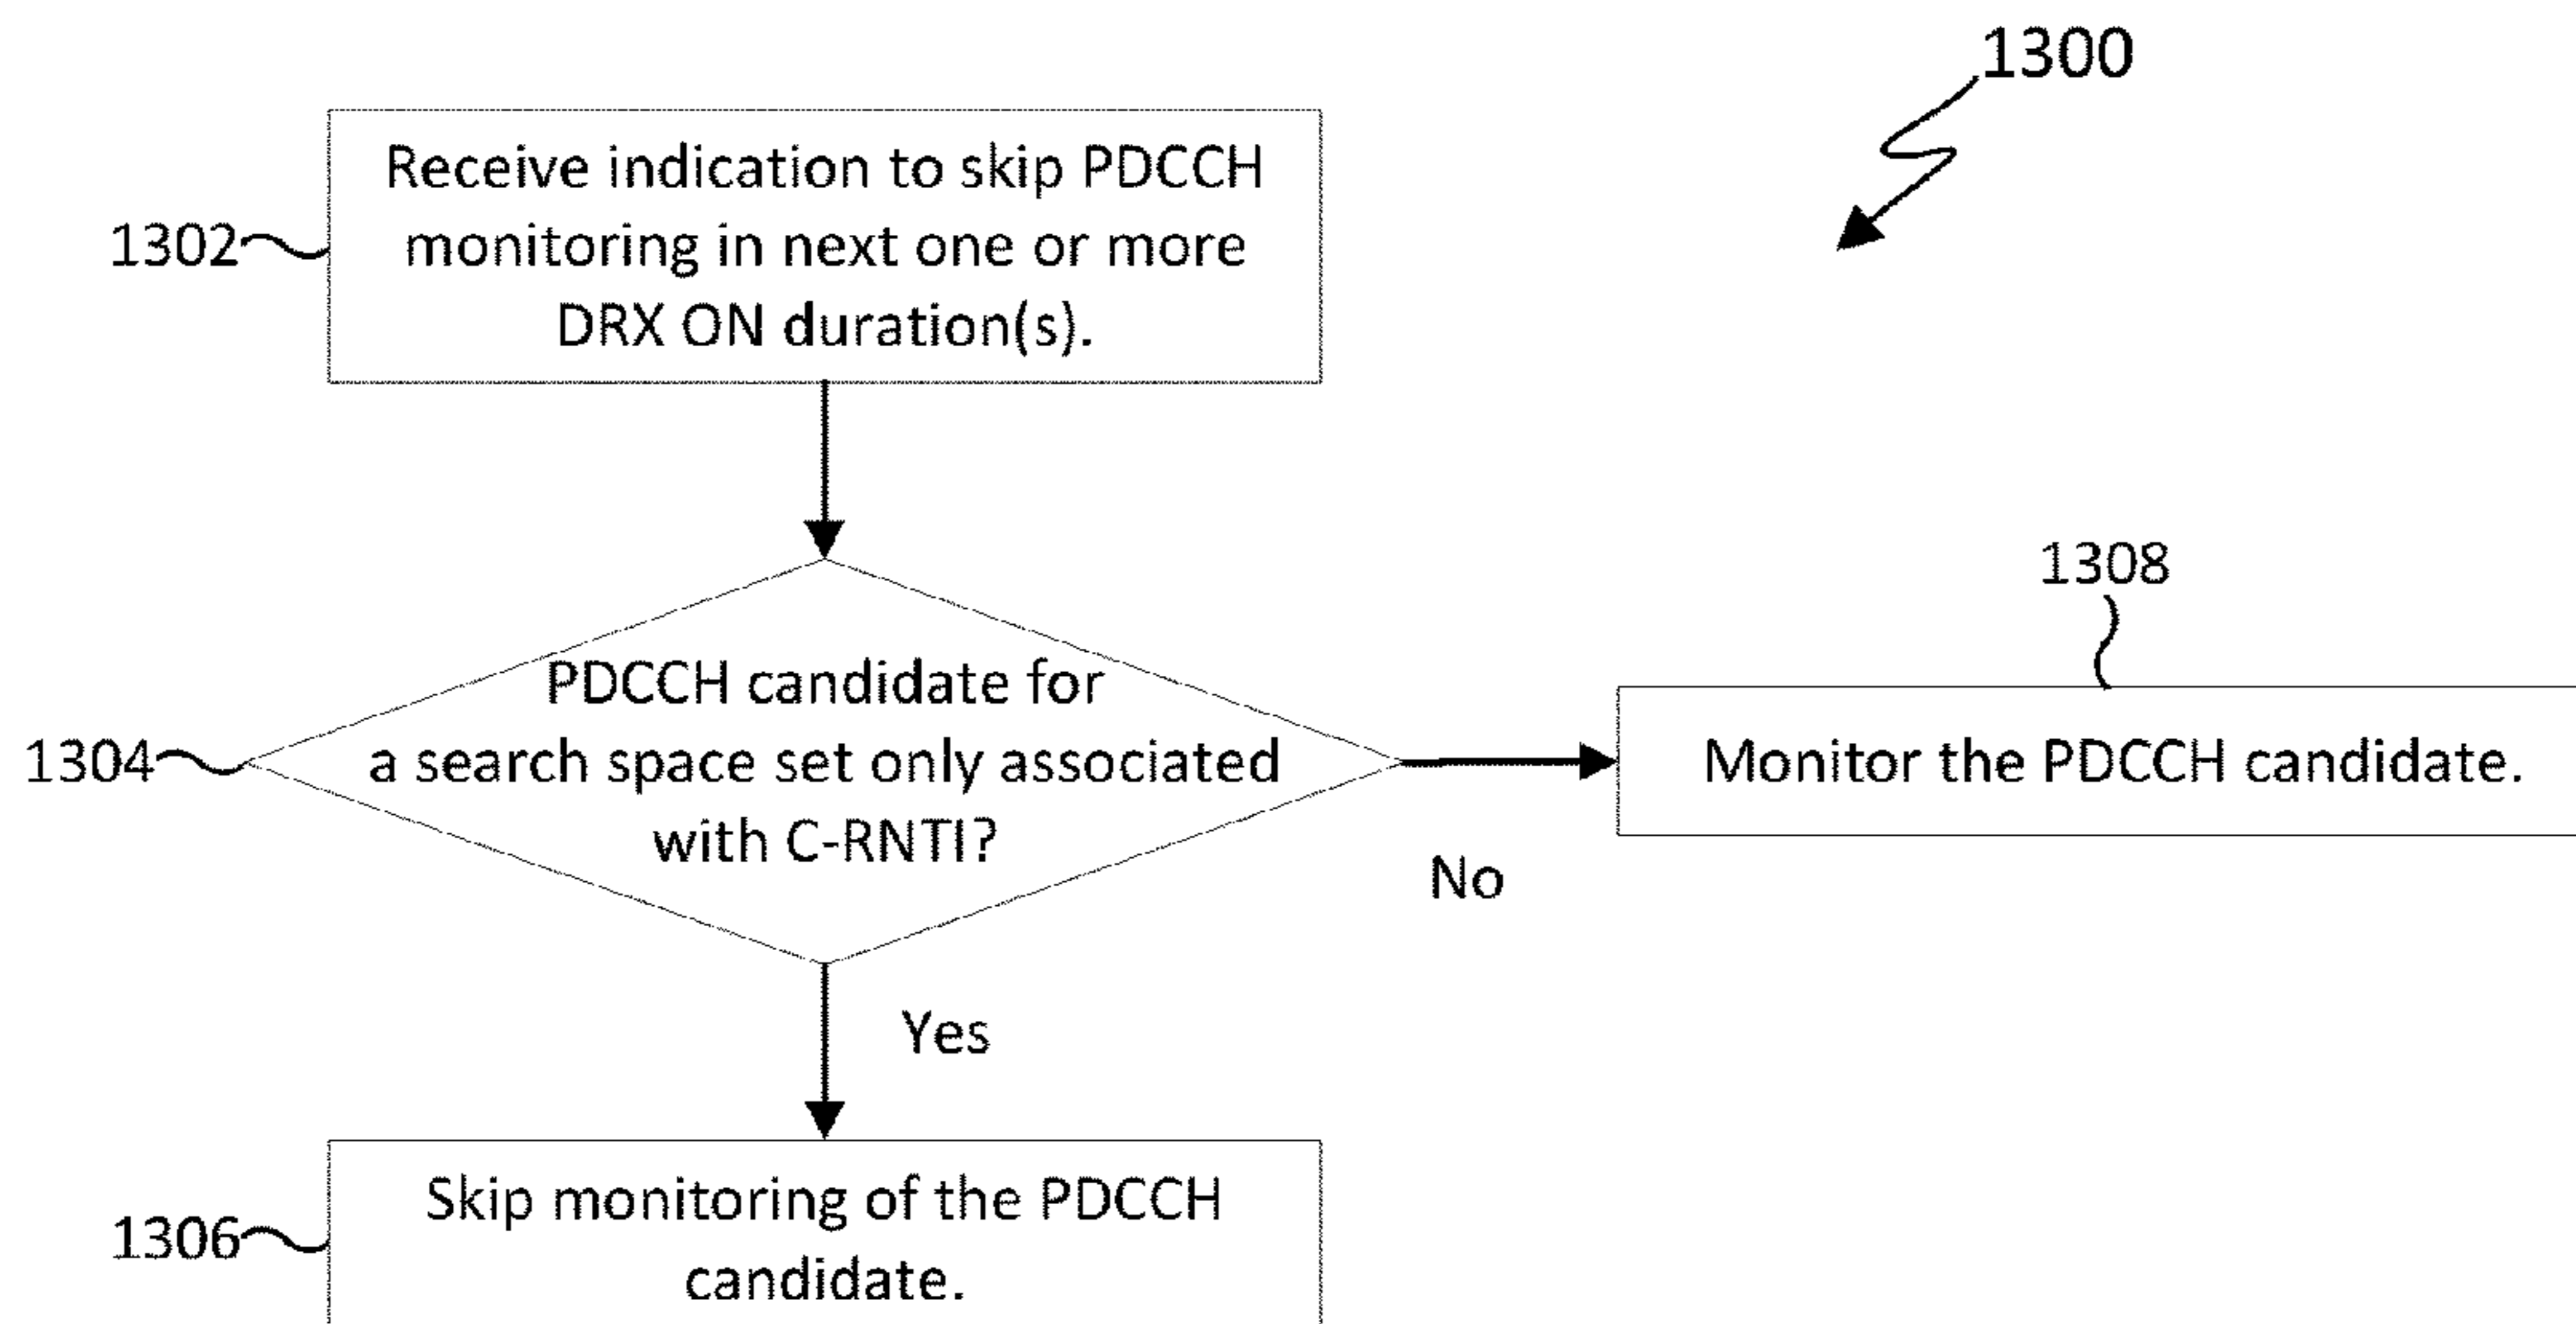 1300
Receive indication to skip PDCCH
1302
monitoring in next one or more
DRX ON duration(s).
1308
PDCCH candidate for
1304
a search space set only associated
with C-RNTI?
Monitor the PDCCH candidate.
No
Yes
Skip monitoring of the PDCCH
1306
candidate.